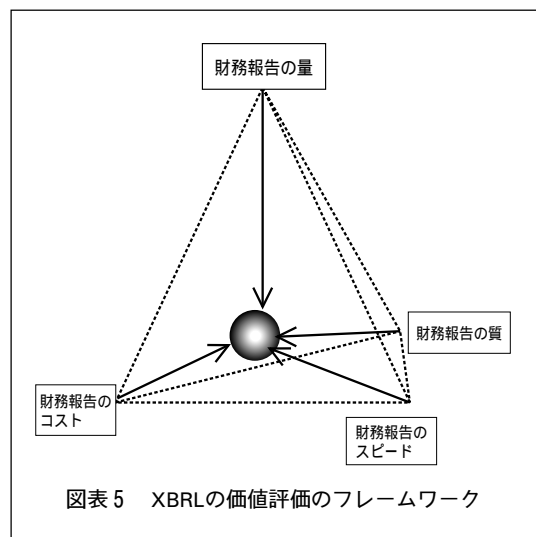 財務報告の量
財務報告の質
財務報告の
コスト
財務報告の
スピード
図表5 XBRLの価値評価のフレームワーク